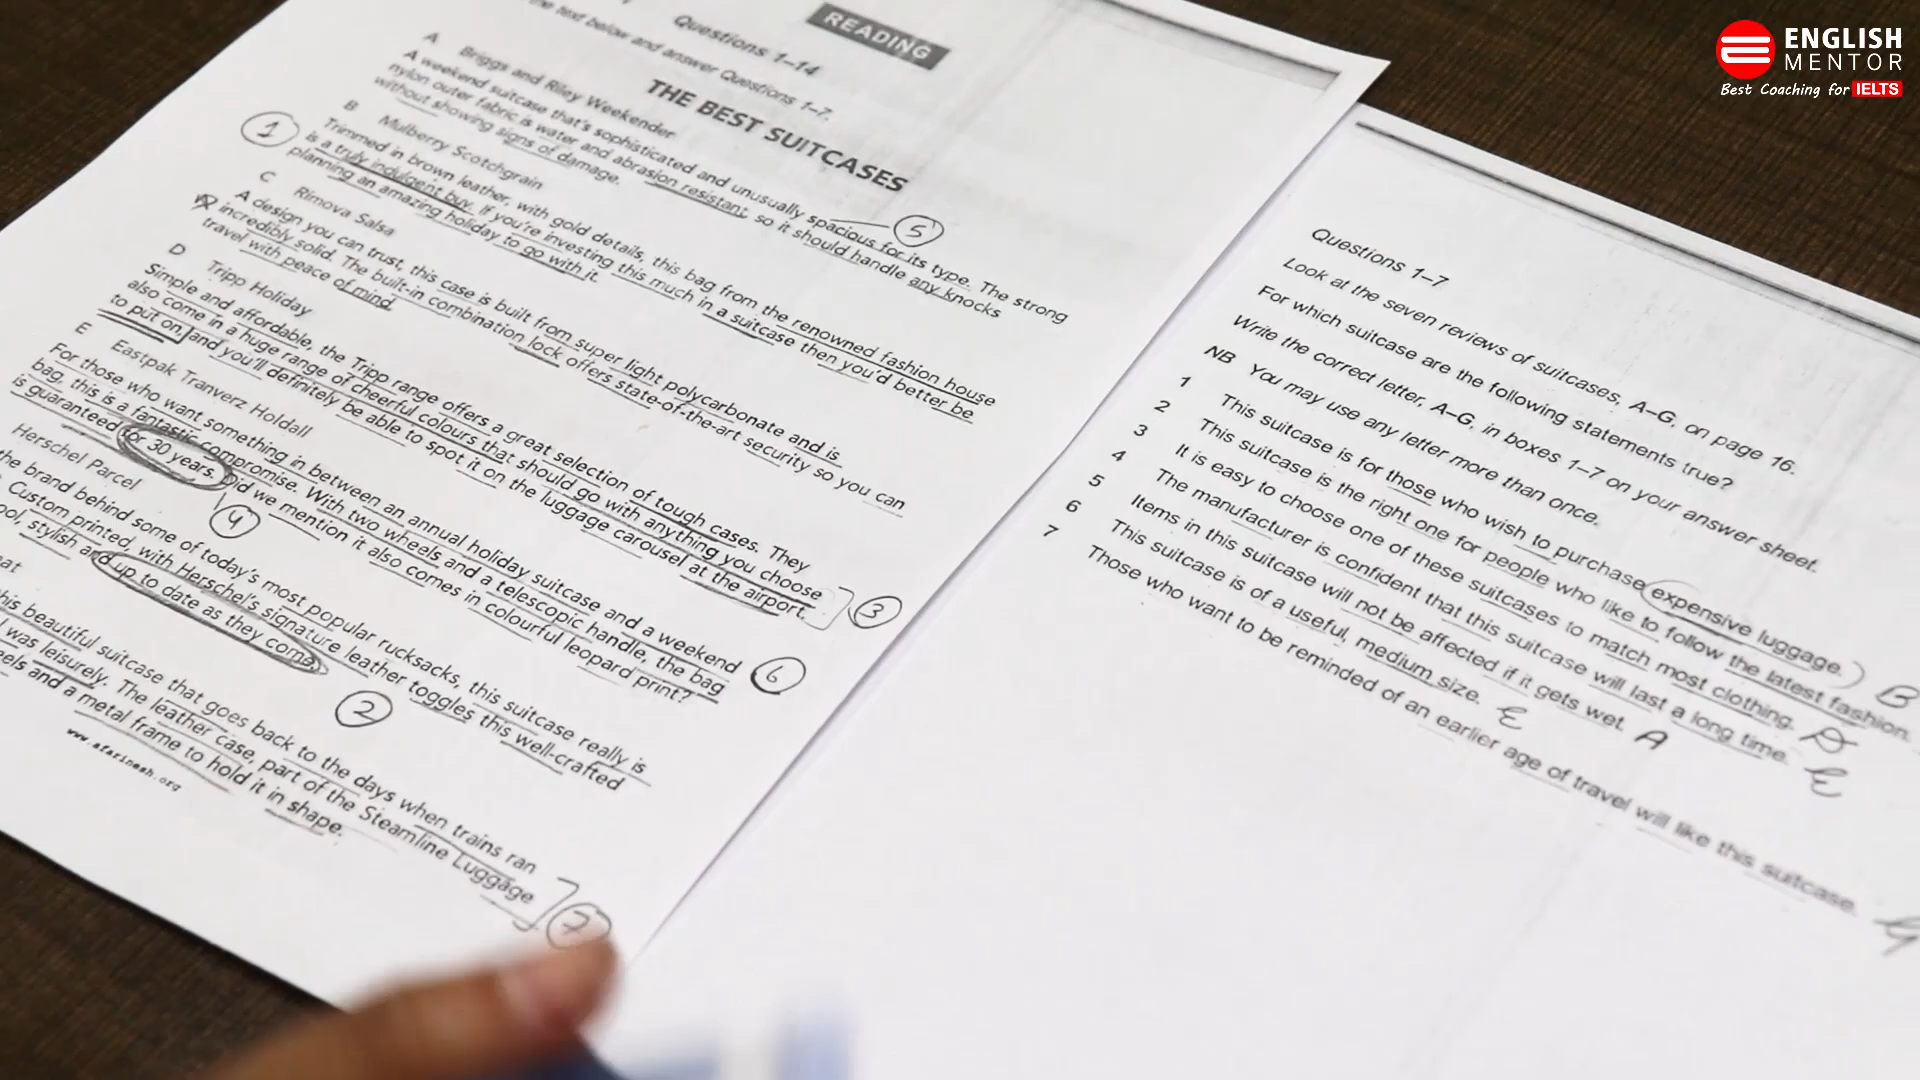 READING
Questions 1–14
the text below and answer Questions 1–7.
THE BEST SUITCASES
A Briggs and Riley Weekender
A weekend suitcase that's sophisticated and unusually spacious for its type. The strong
nylon outer fabric is water and abrasion resistant, so it should handle any knocks
without showing signs of damage.
5
B Mulberry Scotchgrain
1
Trimmed in brown leather, with gold details, this bag from the renowned fashion house
is a truly indulgent buy. If you're investing this much in a suitcase then you'd better be
planning an amazing holiday to go with it.
C Rimova Salsa
A design you can trust, this case is built from super light polycarbonate and is
incredibly solid. The built-in combination lock offers state-of-the-art security so you can
travel with peace of mind.
D Tripp Holiday
Simple and affordable, the Tripp range offers a great selection of tough cases. They
also come in a huge range of cheerful colours that should go with anything you choose
to put on, and you'll definitely be able to spot it on the luggage carousel at the airport.
3
E Eastpak Tranverz Holdall
For those who want something in between an annual holiday suitcase and a weekend
bag, this is a fantastic compromise. With two wheels and a telescopic handle, the bag
is guaranteed for 30 years. Did we mention it also comes in colourful leopard print?
6
4
Herschel Parcel
the brand behind some of today's most popular rucksacks, this suitcase really is
Custom printed, with Herschel's signature leather toggles this well-crafted
ool, stylish and up to date as they come.
2
his beautiful suitcase that goes back to the days when trains ran
was leisurely. The leather case, part of the Steamline Luggage
eels and a metal frame to hold it in shape.
7
www.afarinesh.org
Questions 1–7
Look at the seven reviews of suitcases, A–G, on page 16.
For which suitcase are the following statements true?
Write the correct letter, A–G, in boxes 1–7 on your answer sheet.
NB You may use any letter more than once.
1 This suitcase is for those who wish to purchase expensive luggage. B
2 This suitcase is the right one for people who like to follow the latest fashion.
3 It is easy to choose one of these suitcases to match most clothing. D
4 The manufacturer is confident that this suitcase will last a long time. E
5 Items in this suitcase will not be affected if it gets wet. A
6 This suitcase is of a useful, medium size. E
7 Those who want to be reminded of an earlier age of travel will like this suitcase. G
ENGLISH
MENTOR
Best Coaching for IELTS